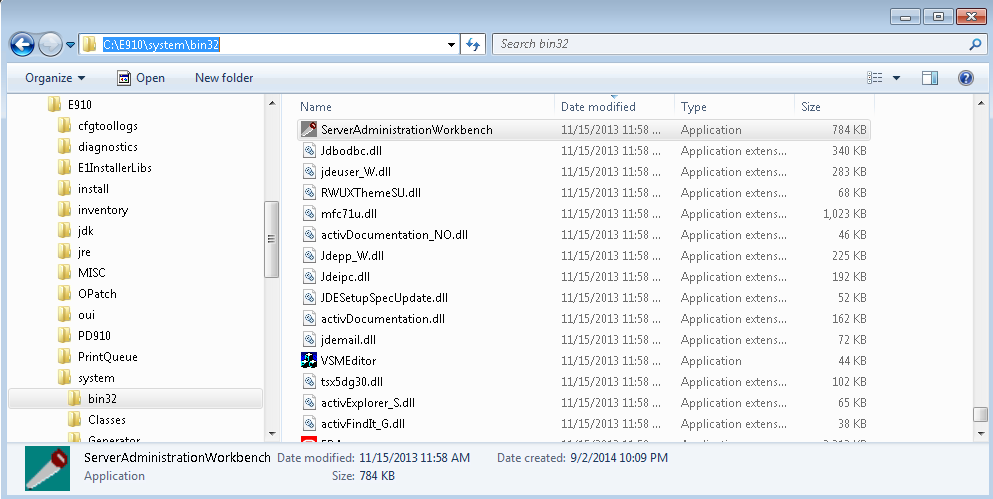 C:\E910\system\bin32
Search bin32
Organize Open New folder
E910
cfgtoollogs
diagnostics
E1InstallerLibs
install
inventory
jdk
jre
MISC
OPatch
oui
PD910
PrintQueue
system
bin32
Classes
Generator
Name Date modified Type Size
ServerAdministrationWorkbench 11/15/2013 11:58 ... Application 784 KB
Jdbodbc.dll 11/15/2013 11:58 ... Application extens... 340 KB
jdeuser_W.dll 11/15/2013 11:58 ... Application extens... 283 KB
RWUXThemeSU.dll 11/15/2013 11:58 ... Application extens... 68 KB
mfc71u.dll 11/15/2013 11:58 ... Application extens... 1,023 KB
activDocumentation_NO.dll 11/15/2013 11:58 ... Application extens... 46 KB
Jdepp_W.dll 11/15/2013 11:58 ... Application extens... 225 KB
Jdeipc.dll 11/15/2013 11:58 ... Application extens... 192 KB
JDESetupSpecUpdate.dll 11/15/2013 11:58 ... Application extens... 52 KB
activDocumentation.dll 11/15/2013 11:58 ... Application extens... 162 KB
jdemail.dll 11/15/2013 11:58 ... Application extens... 72 KB
VSMEditor 11/15/2013 11:58 ... Application 44 KB
tsx5dg30.dll 11/15/2013 11:58 ... Application extens... 102 KB
activExplorer_S.dll 11/15/2013 11:58 ... Application extens... 65 KB
activFindIt_G.dll 11/15/2013 11:58 ... Application extens... 38 KB
ServerAdministrationWorkbench Date modified: 11/15/2013 11:58 AM Date created: 9/2/2014 10:09 PM
Application Size: 784 KB